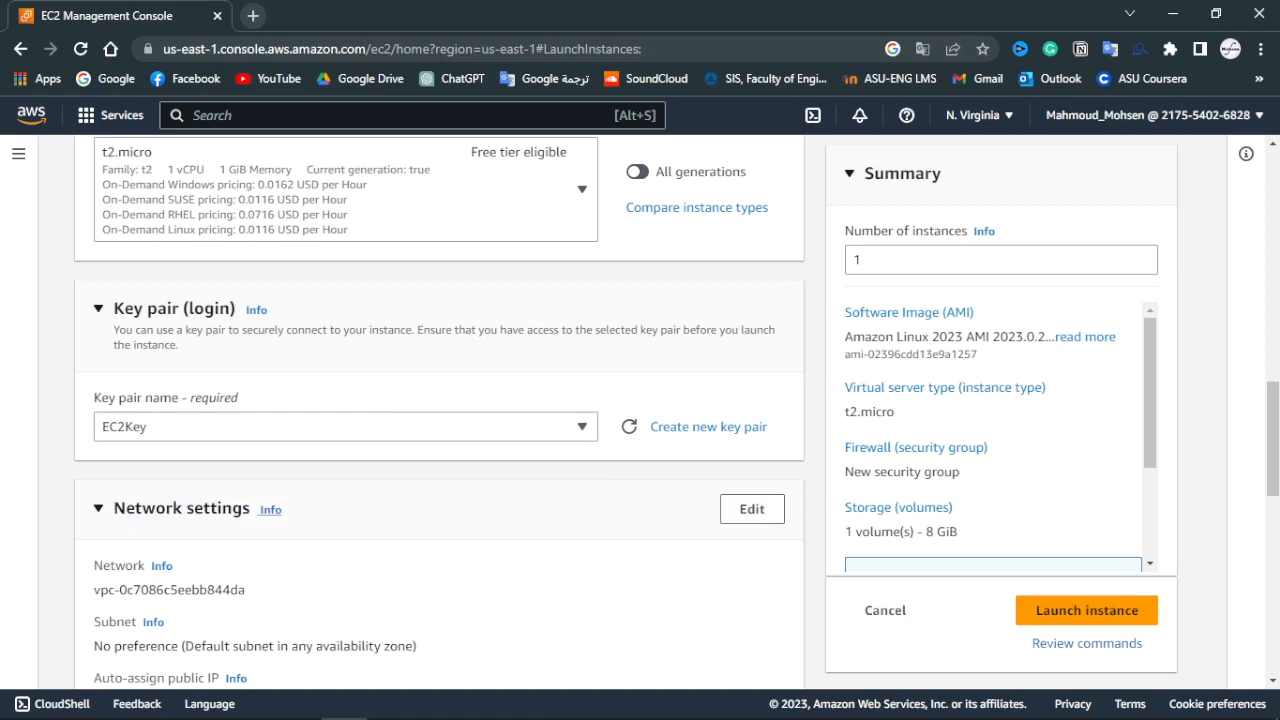 EC2 Management Console
us-east-1.console.aws.amazon.com/ec2/home?region=us-east-1#LaunchInstances:
Apps Google Facebook YouTube Google Drive ChatGPT Google ترجمة SoundCloud SIS, Faculty of Engi... ASU-ENG LMS Gmail Outlook ASU Coursera »
aws Services Search [Alt+S] N. Virginia Mahmoud_Mohsen @ 2175-5402-6828
t2.micro Free tier eligible
Family: t2 1 vCPU 1 GiB Memory Current generation: true
On-Demand Windows pricing: 0.0162 USD per Hour
On-Demand SUSE pricing: 0.0116 USD per Hour
On-Demand RHEL pricing: 0.0716 USD per Hour
On-Demand Linux pricing: 0.0116 USD per Hour
All generations
Compare instance types
Key pair (login) Info
You can use a key pair to securely connect to your instance. Ensure that you have access to the selected key pair before you launch
the instance.
Key pair name - required
EC2Key
Create new key pair
Network settings Info
Edit
Network Info
vpc-0c7086c5eebb844da
Subnet Info
No preference (Default subnet in any availability zone)
Auto-assign public IP Info
Summary
Number of instances Info
1
Software Image (AMI)
Amazon Linux 2023 AMI 2023.0.2...read more
ami-02396cdd13e9a1257
Virtual server type (instance type)
t2.micro
Firewall (security group)
New security group
Storage (volumes)
1 volume(s) - 8 GiB
Cancel
Launch instance
Review commands
CloudShell Feedback Language © 2023, Amazon Web Services, Inc. or its affiliates. Privacy Terms Cookie preferences